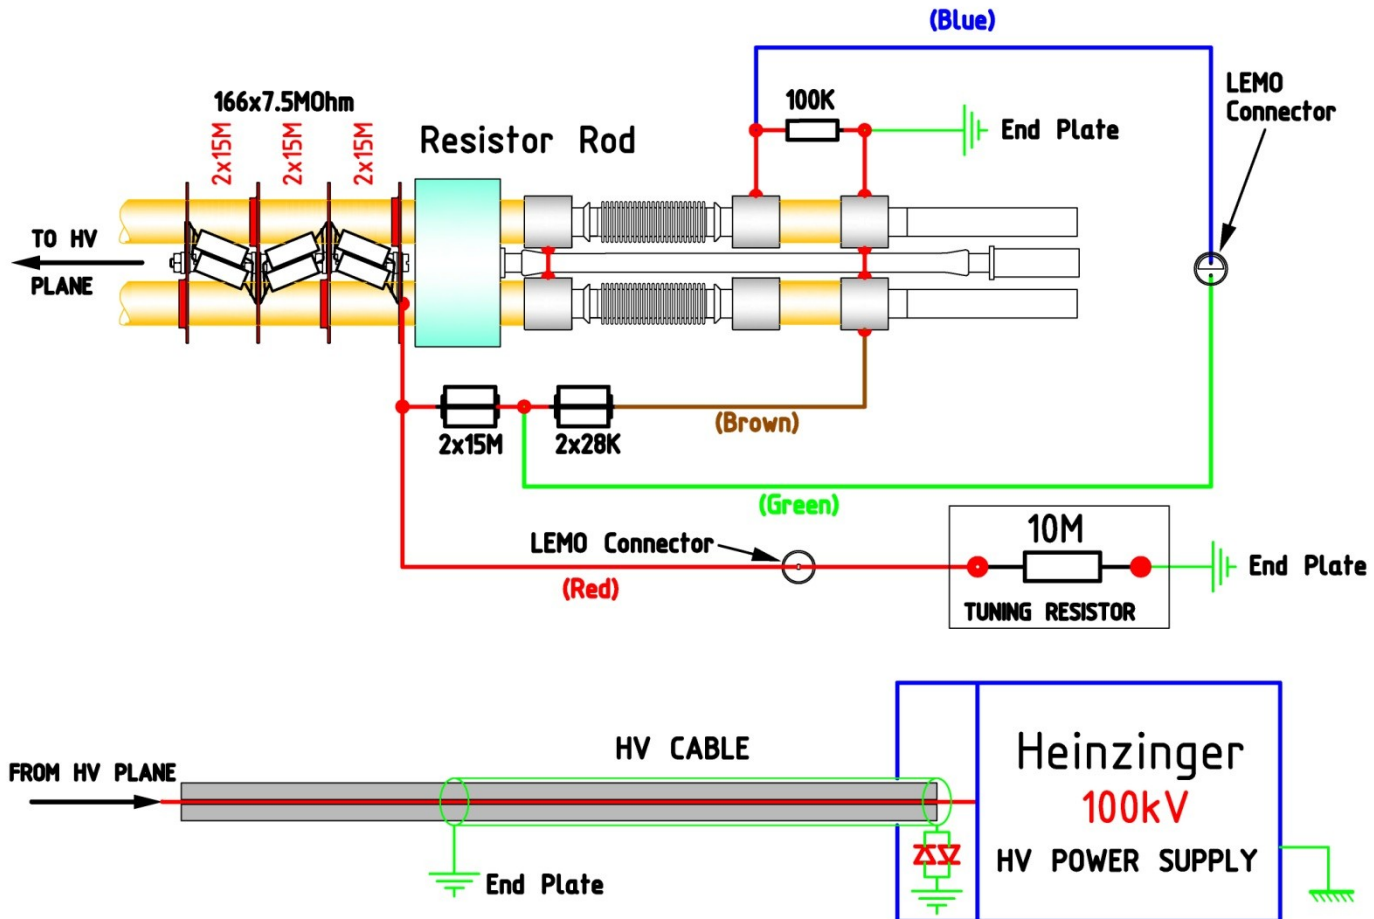 (Blue)
166x7.5MOhm
2x15M
2x15M
2x15M
Resistor Rod
100K
End Plate
LEMO
Connector
TO HV
PLANE
2x15M
2x28K
(Brown)
(Green)
LEMO Connector
(Red)
10M
TUNING RESISTOR
End Plate
HV CABLE
FROM HV PLANE
End Plate
Heinzinger
100kV
HV POWER SUPPLY